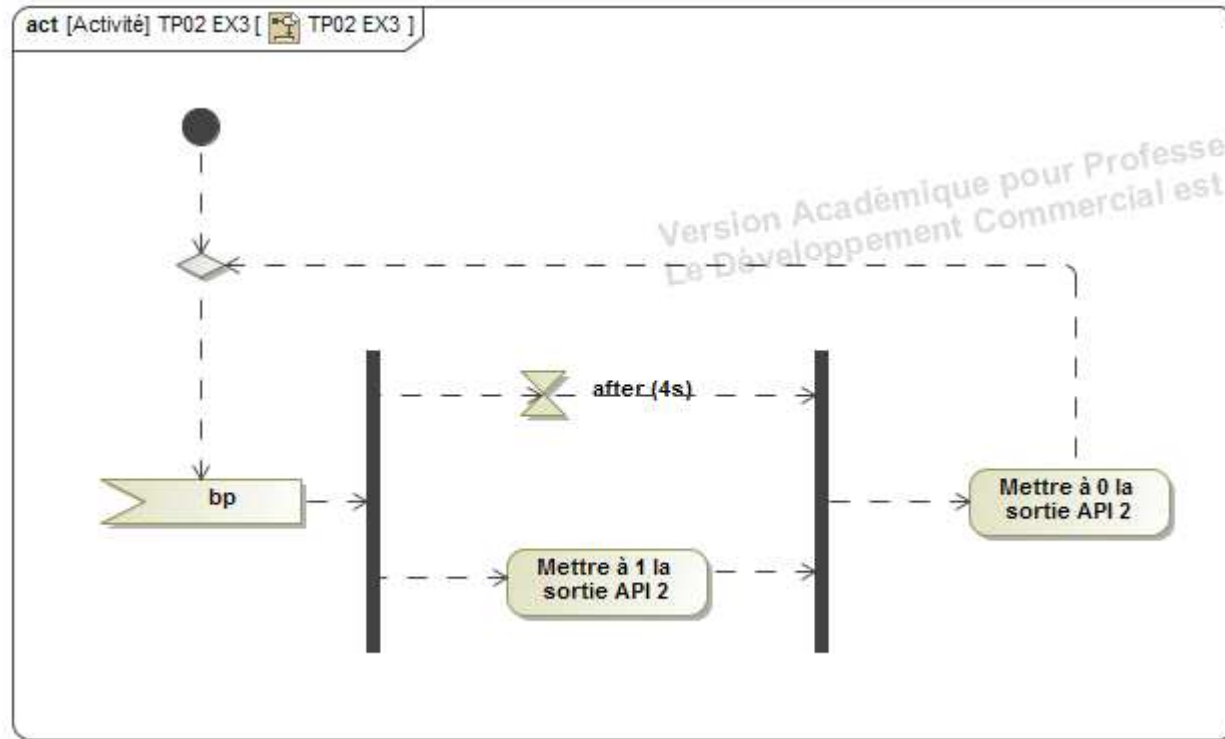 act [Activité] TP02 EX3 [ TP02 EX3 ]
Version Académique pour Professe
Le Développement Commercial est
after (4s)
bp
Mettre à 0 la
sortie API 2
Mettre à 1 la
sortie API 2